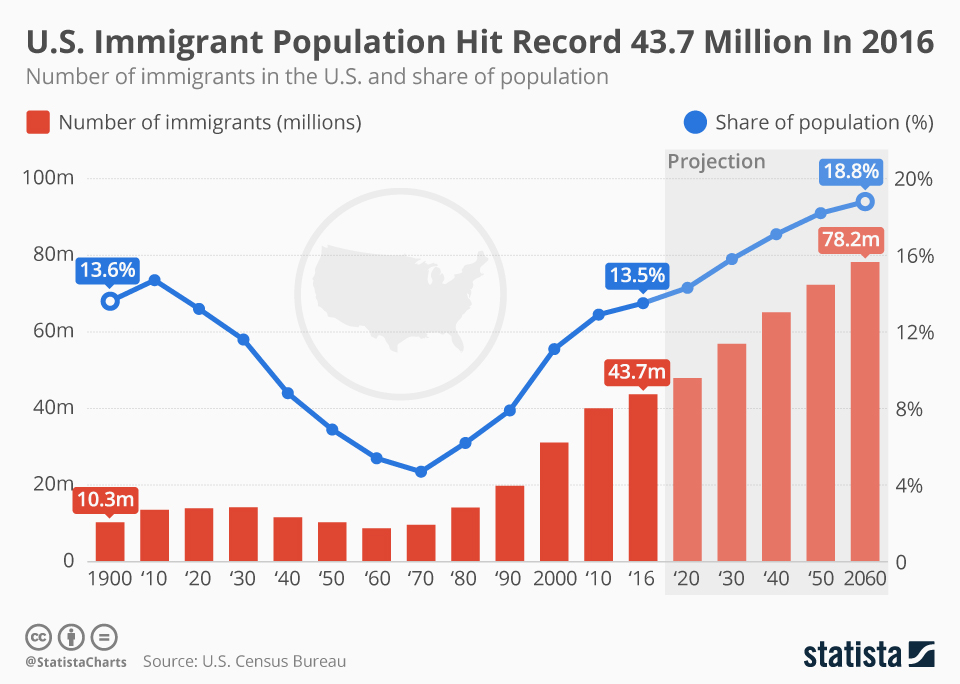 U.S. Immigrant Population Hit Record 43.7 Million In 2016
Number of immigrants in the U.S. and share of population
Number of immigrants (millions)
Share of population (%)
Projection
100m
80m
60m
40m
20m
0
20%
16%
12%
8%
4%
0
13.6%
13.5%
18.8%
10.3m
43.7m
78.2m
1900 ‘10 ‘20 ‘30 ‘40 ‘50 ‘60 ‘70 ‘80 ‘90 2000 ‘10 ‘16 ‘20 ‘30 ‘40 ‘50 2060
cc
@StatistaCharts Source: U.S. Census Bureau
statista